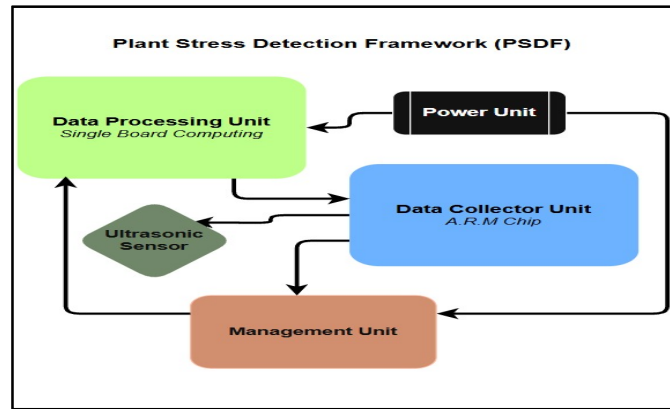 Plant Stress Detection Framework (PSDF)
Data Processing Unit
Single Board Computing
Power Unit
Data Collector Unit
A.R.M Chip
Ultrasonic
Sensor
Management Unit